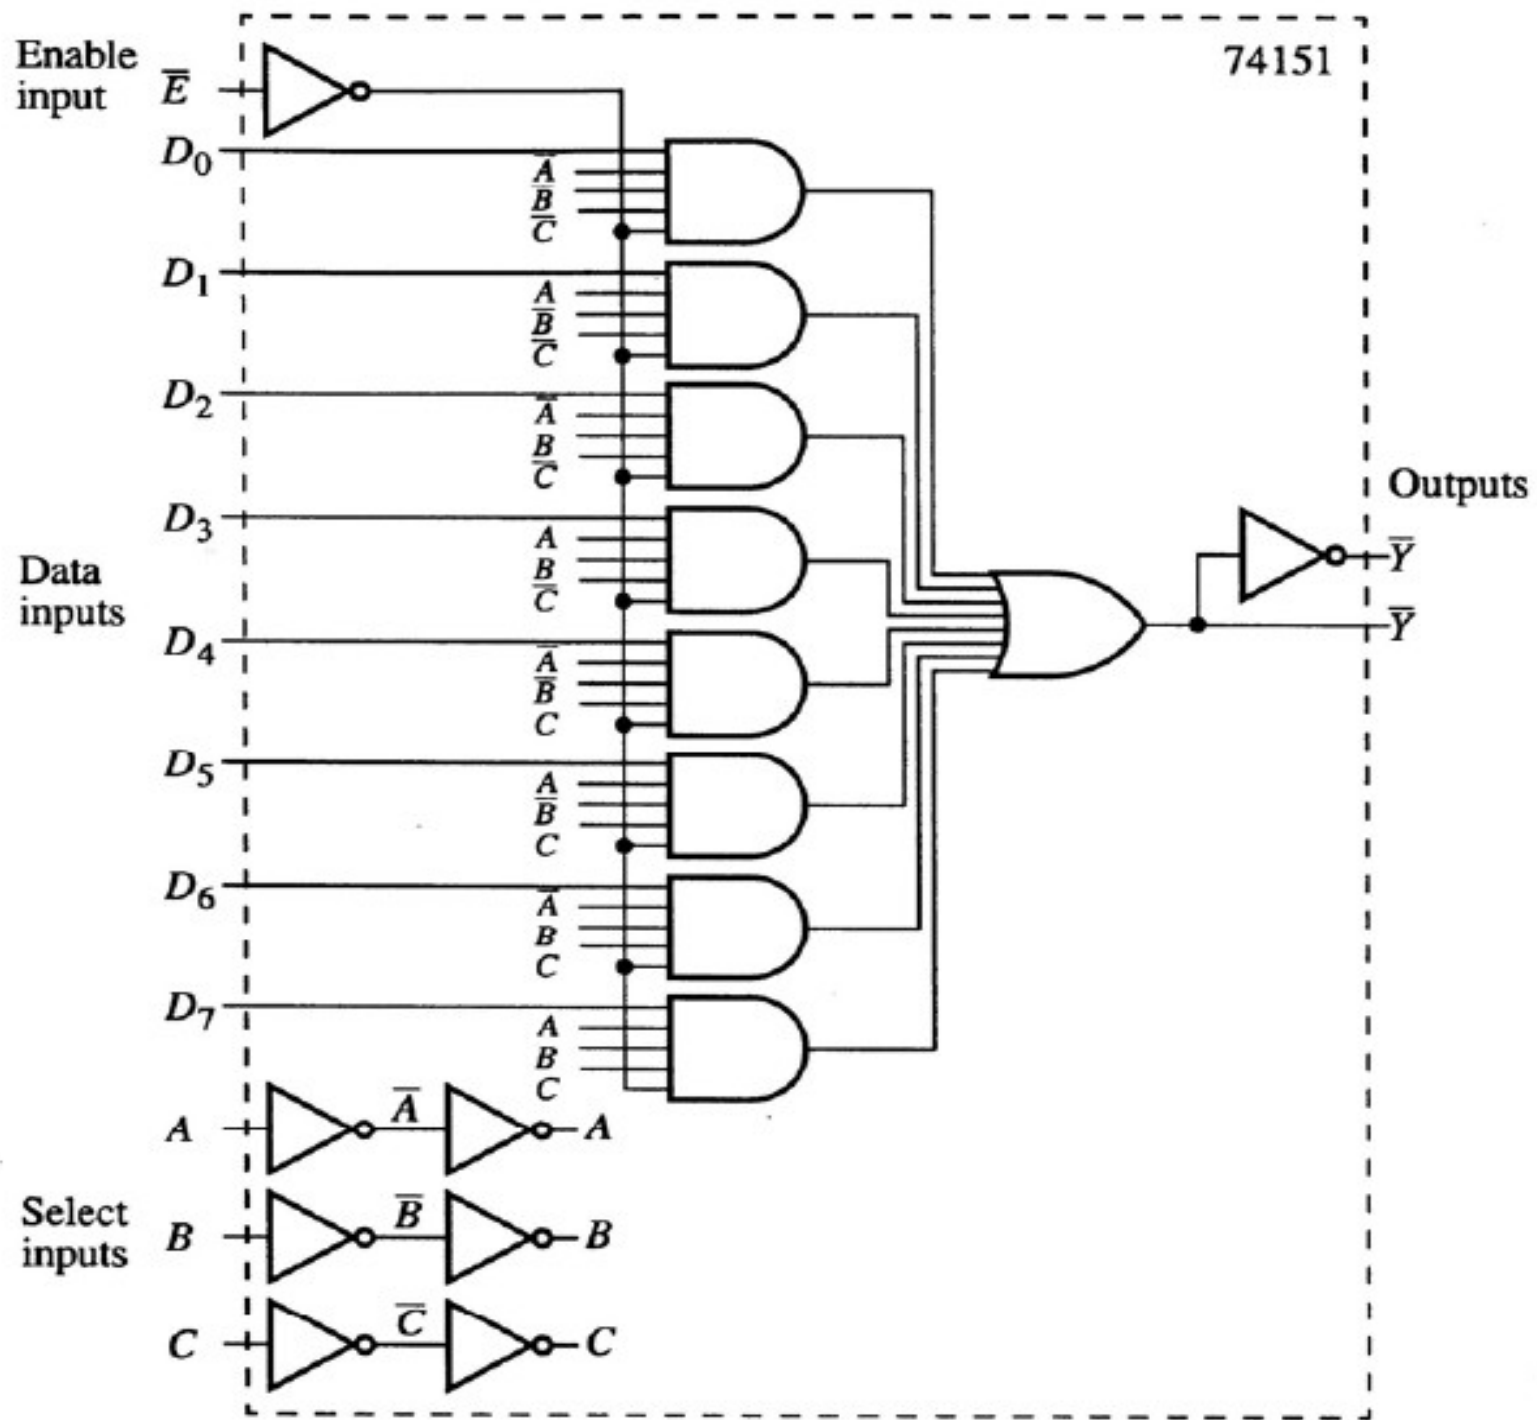 74151
Enable
input
E̅
D₀
A̅
B̅
C̅
D₁
A
B̅
C̅
D₂
A̅
B
C̅
D₃
A
B
C̅
D₄
A̅
B̅
C
D₅
A
B̅
C
D₆
A̅
B
C
D₇
A
B
C
Data
inputs
Outputs
Y̅
Y̅
Select
inputs
A
A̅
A
B
B̅
B
C
C̅
C